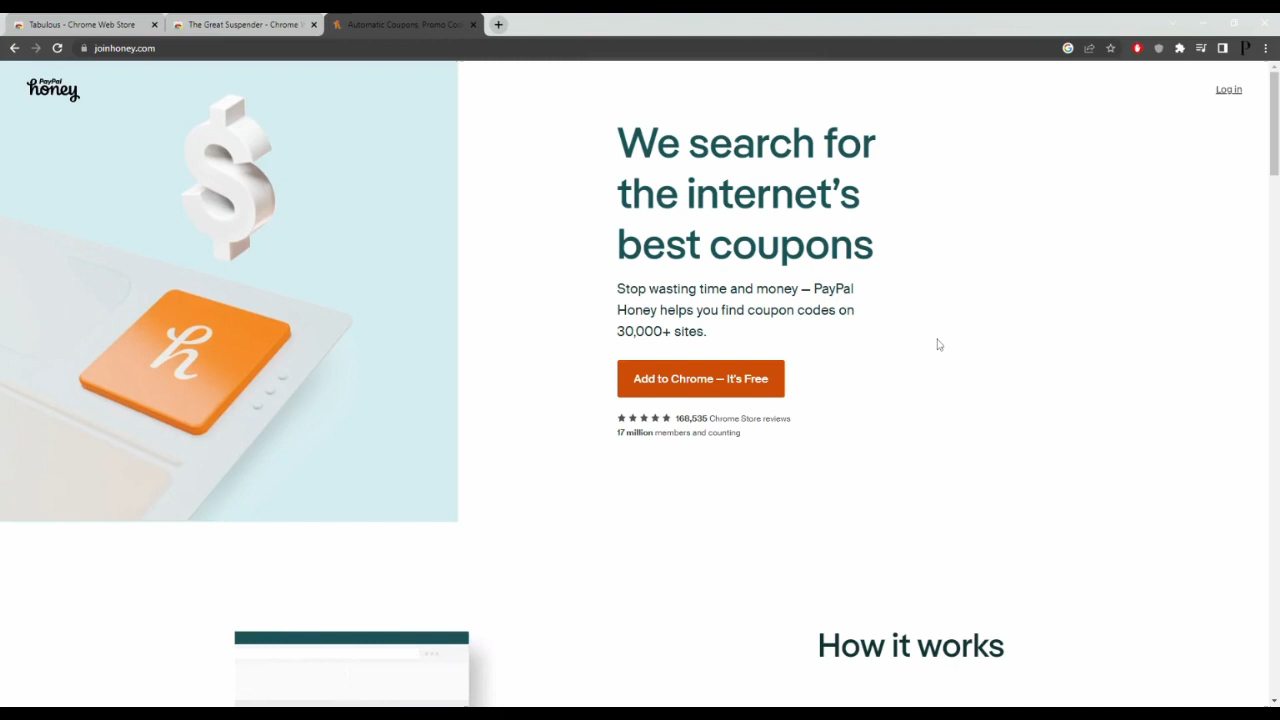 Tabulous - Chrome Web Store
The Great Suspender - Chrome
Automatic Coupons, Promo Cod
joinhoney.com
P
PayPal
honey
Log in
We search for
the internet's
best coupons
Stop wasting time and money – PayPal
Honey helps you find coupon codes on
30,000+ sites.
Add to Chrome – It's Free
168,535 Chrome Store reviews
17 million members and counting
h
How it works